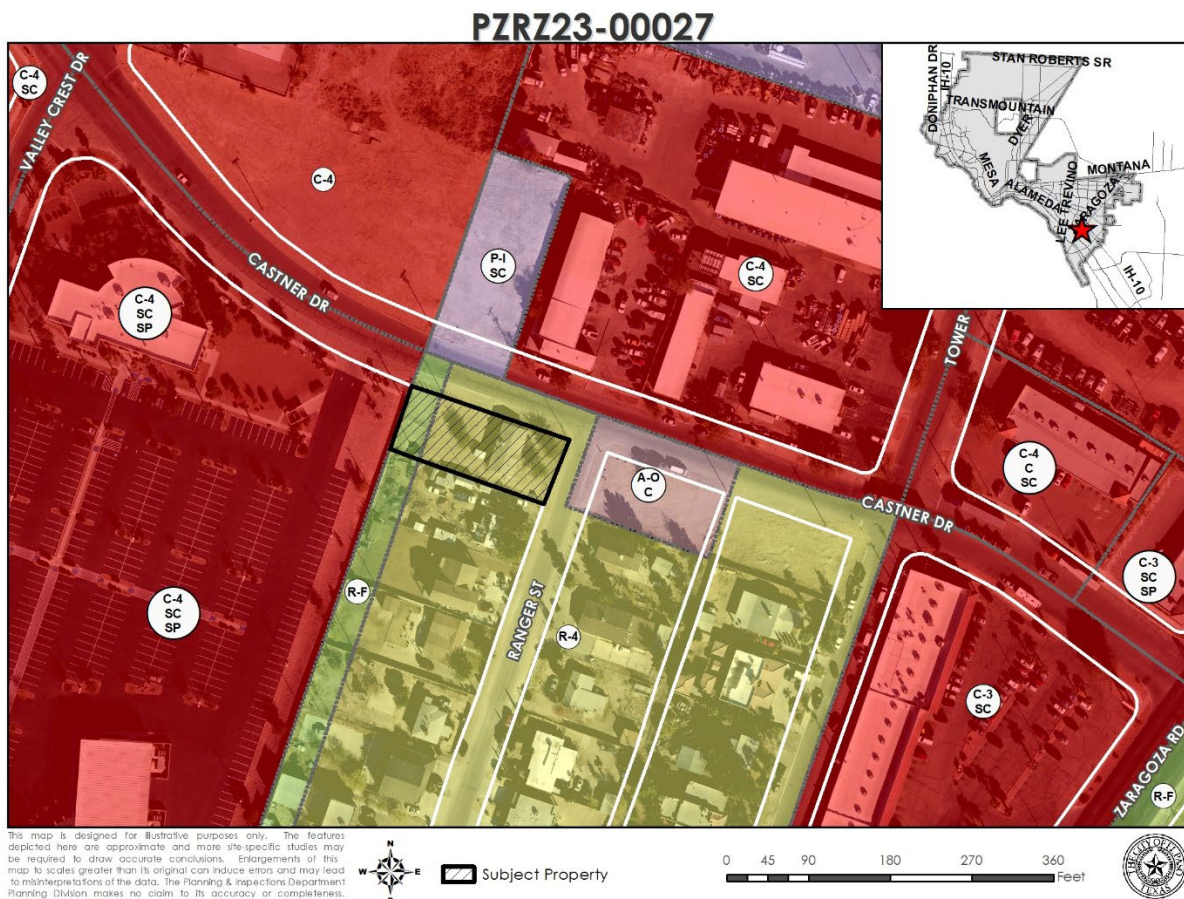 PZRZ23-00027
C-4
SC
VALLEY CREST DR
C-4
P-I
SC
C-4
SC
CASTNER DR
C-4
SC
SP
TOWER
C-4
C
SC
A-O
C
CASTNER DR
C-3
SC
SP
R-F
C-4
SC
SP
RANGER ST
R-4
C-3
SC
ZARAGOZA RD
R-F
STAN ROBERTS SR
DONIPHAN DR
IH-10
TRANSMOUNTAIN
DYER
MESA
MONTANA
ALAMEDA
LEE TREVINO
ZARAGOZA
IH-10
This map is designed for illustrative purposes only. The features
depicted here are approximate and more site-specific studies may
be required to draw accurate conclusions. Enlargements of this
map to scales greater than its original can induce errors and may lead
to misinterpretations of the data. The Planning & Inspections Department
Planning Division makes no claim to its accuracy or completeness.
N
W E
S
Subject Property
0 45 90 180 270 360
Feet
THE CITY OF EL PASO
TEXAS